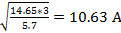 √(14.65*3/5.7) = 10.63 A